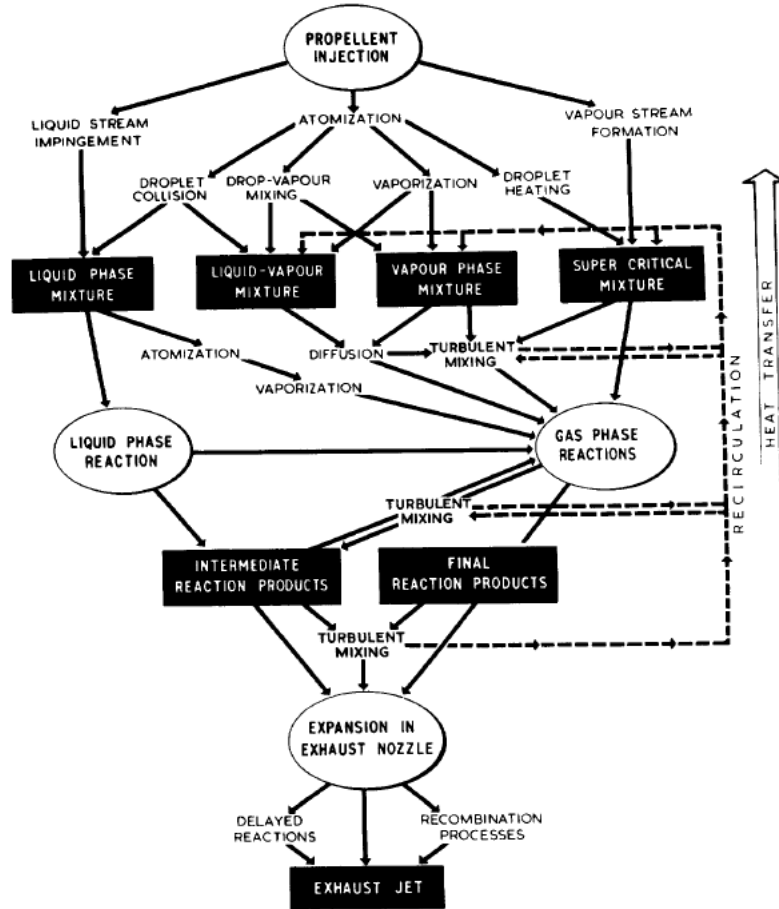 PROPELLENT
INJECTION
LIQUID STREAM
IMPINGEMENT
ATOMIZATION
VAPOUR STREAM
FORMATION
DROPLET
COLLISION
DROP-VAPOUR
MIXING
VAPORIZATION
DROPLET
HEATING
LIQUID PHASE
MIXTURE
LIQUID-VAPOUR
MIXTURE
VAPOUR PHASE
MIXTURE
SUPER CRITICAL
MIXTURE
ATOMIZATION
DIFFUSION
TURBULENT
MIXING
VAPORIZATION
RECIRCULATION
HEAT TRANSFER
LIQUID PHASE
REACTION
GAS PHASE
REACTIONS
TURBULENT
MIXING
INTERMEDIATE
REACTION PRODUCTS
FINAL
REACTION PRODUCTS
TURBULENT
MIXING
EXPANSION IN
EXHAUST NOZZLE
DELAYED
REACTIONS
RECOMBINATION
PROCESSES
EXHAUST JET